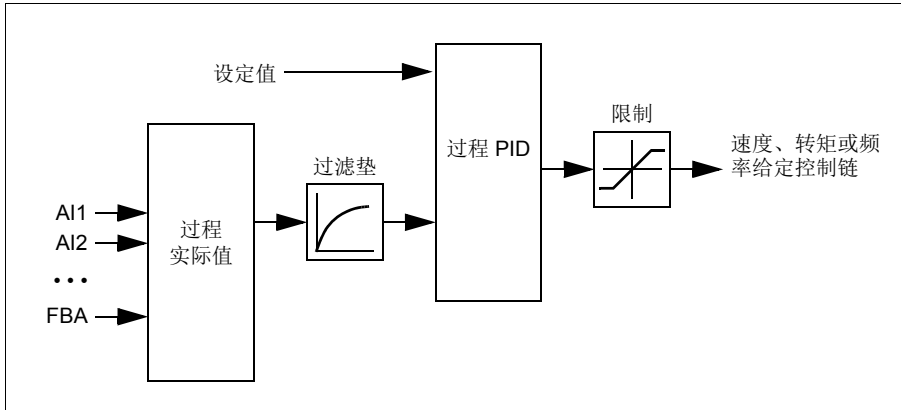 设定值
AI1
AI2
•••
FBA
过程
实际值
过滤垫
过程 PID
限制
速度、转矩或频
率给定控制链